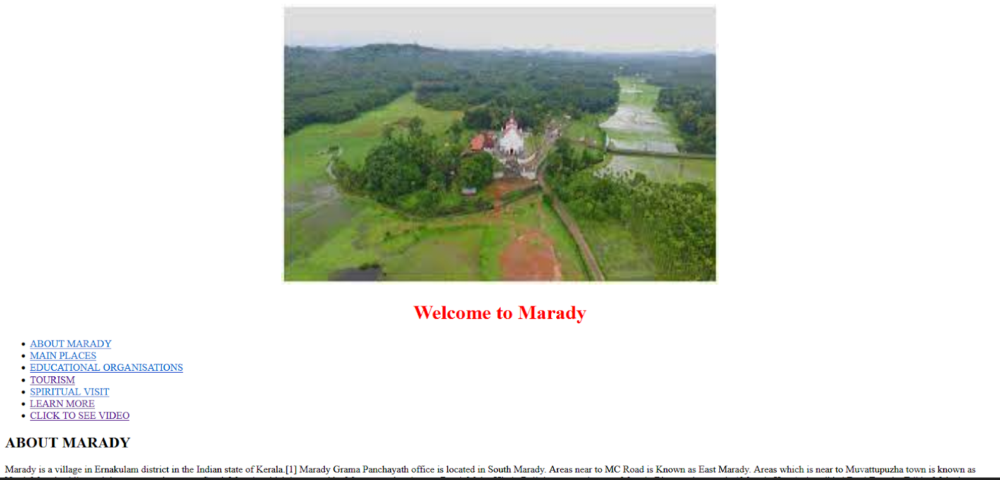 Welcome to Marady
ABOUT MARADY
MAIN PLACES
EDUCATIONAL ORGANISATIONS
TOURISM
SPIRITUAL VISIT
LEARN MORE
CLICK TO SEE VIDEO
ABOUT MARADY
Marady is a village in Ernakulam district in the Indian state of Kerala.[1] Marady Grama Panchayath office is located in South Marady. Areas near to MC Road is Known as East Marady. Areas which is near to Muvattupuzha town is known as